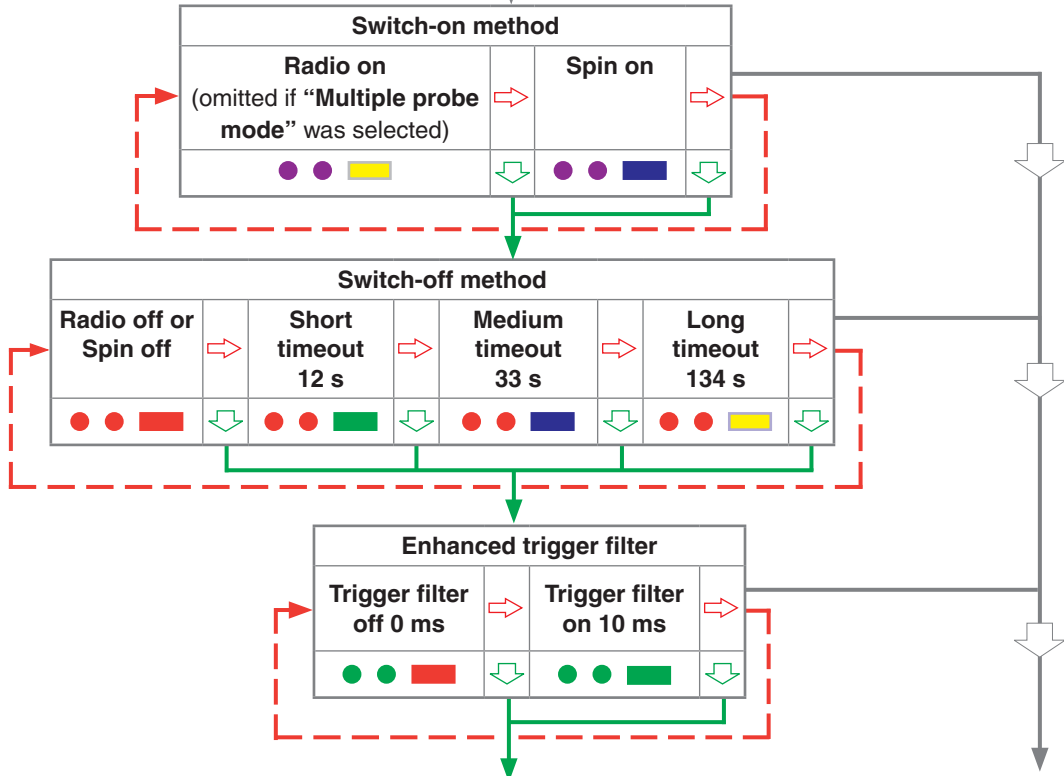 Switch-on method
Radio on
(omitted if “Multiple probe
mode” was selected)
Spin on
Switch-off method
Radio off or
Spin off
Short
timeout
12 s
Medium
timeout
33 s
Long
timeout
134 s
Enhanced trigger filter
Trigger filter
off 0 ms
Trigger filter
on 10 ms